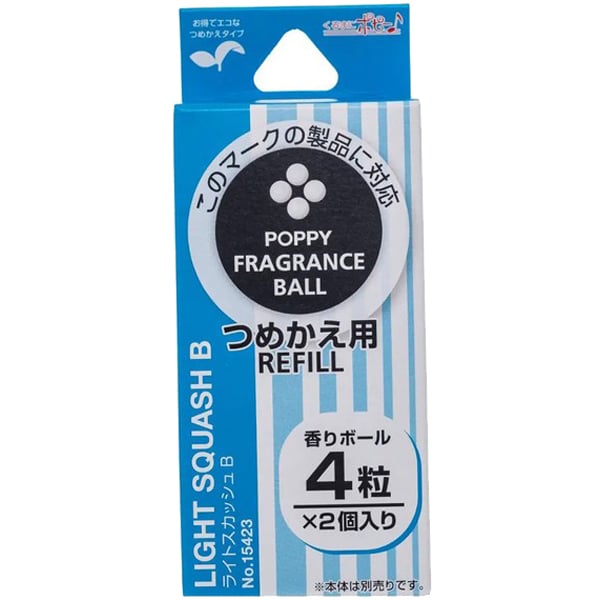 お得でエコな
つめかえタイプ
くるまにポピー♪
このマークの製品に対応
POPPY
FRAGRANCE
BALL
つめかえ用
REFILL
LIGHT SQUASH B
ライトスカッシュ B
No.15423
香りボール
4粒
×2個入り
※本体は別売りです。